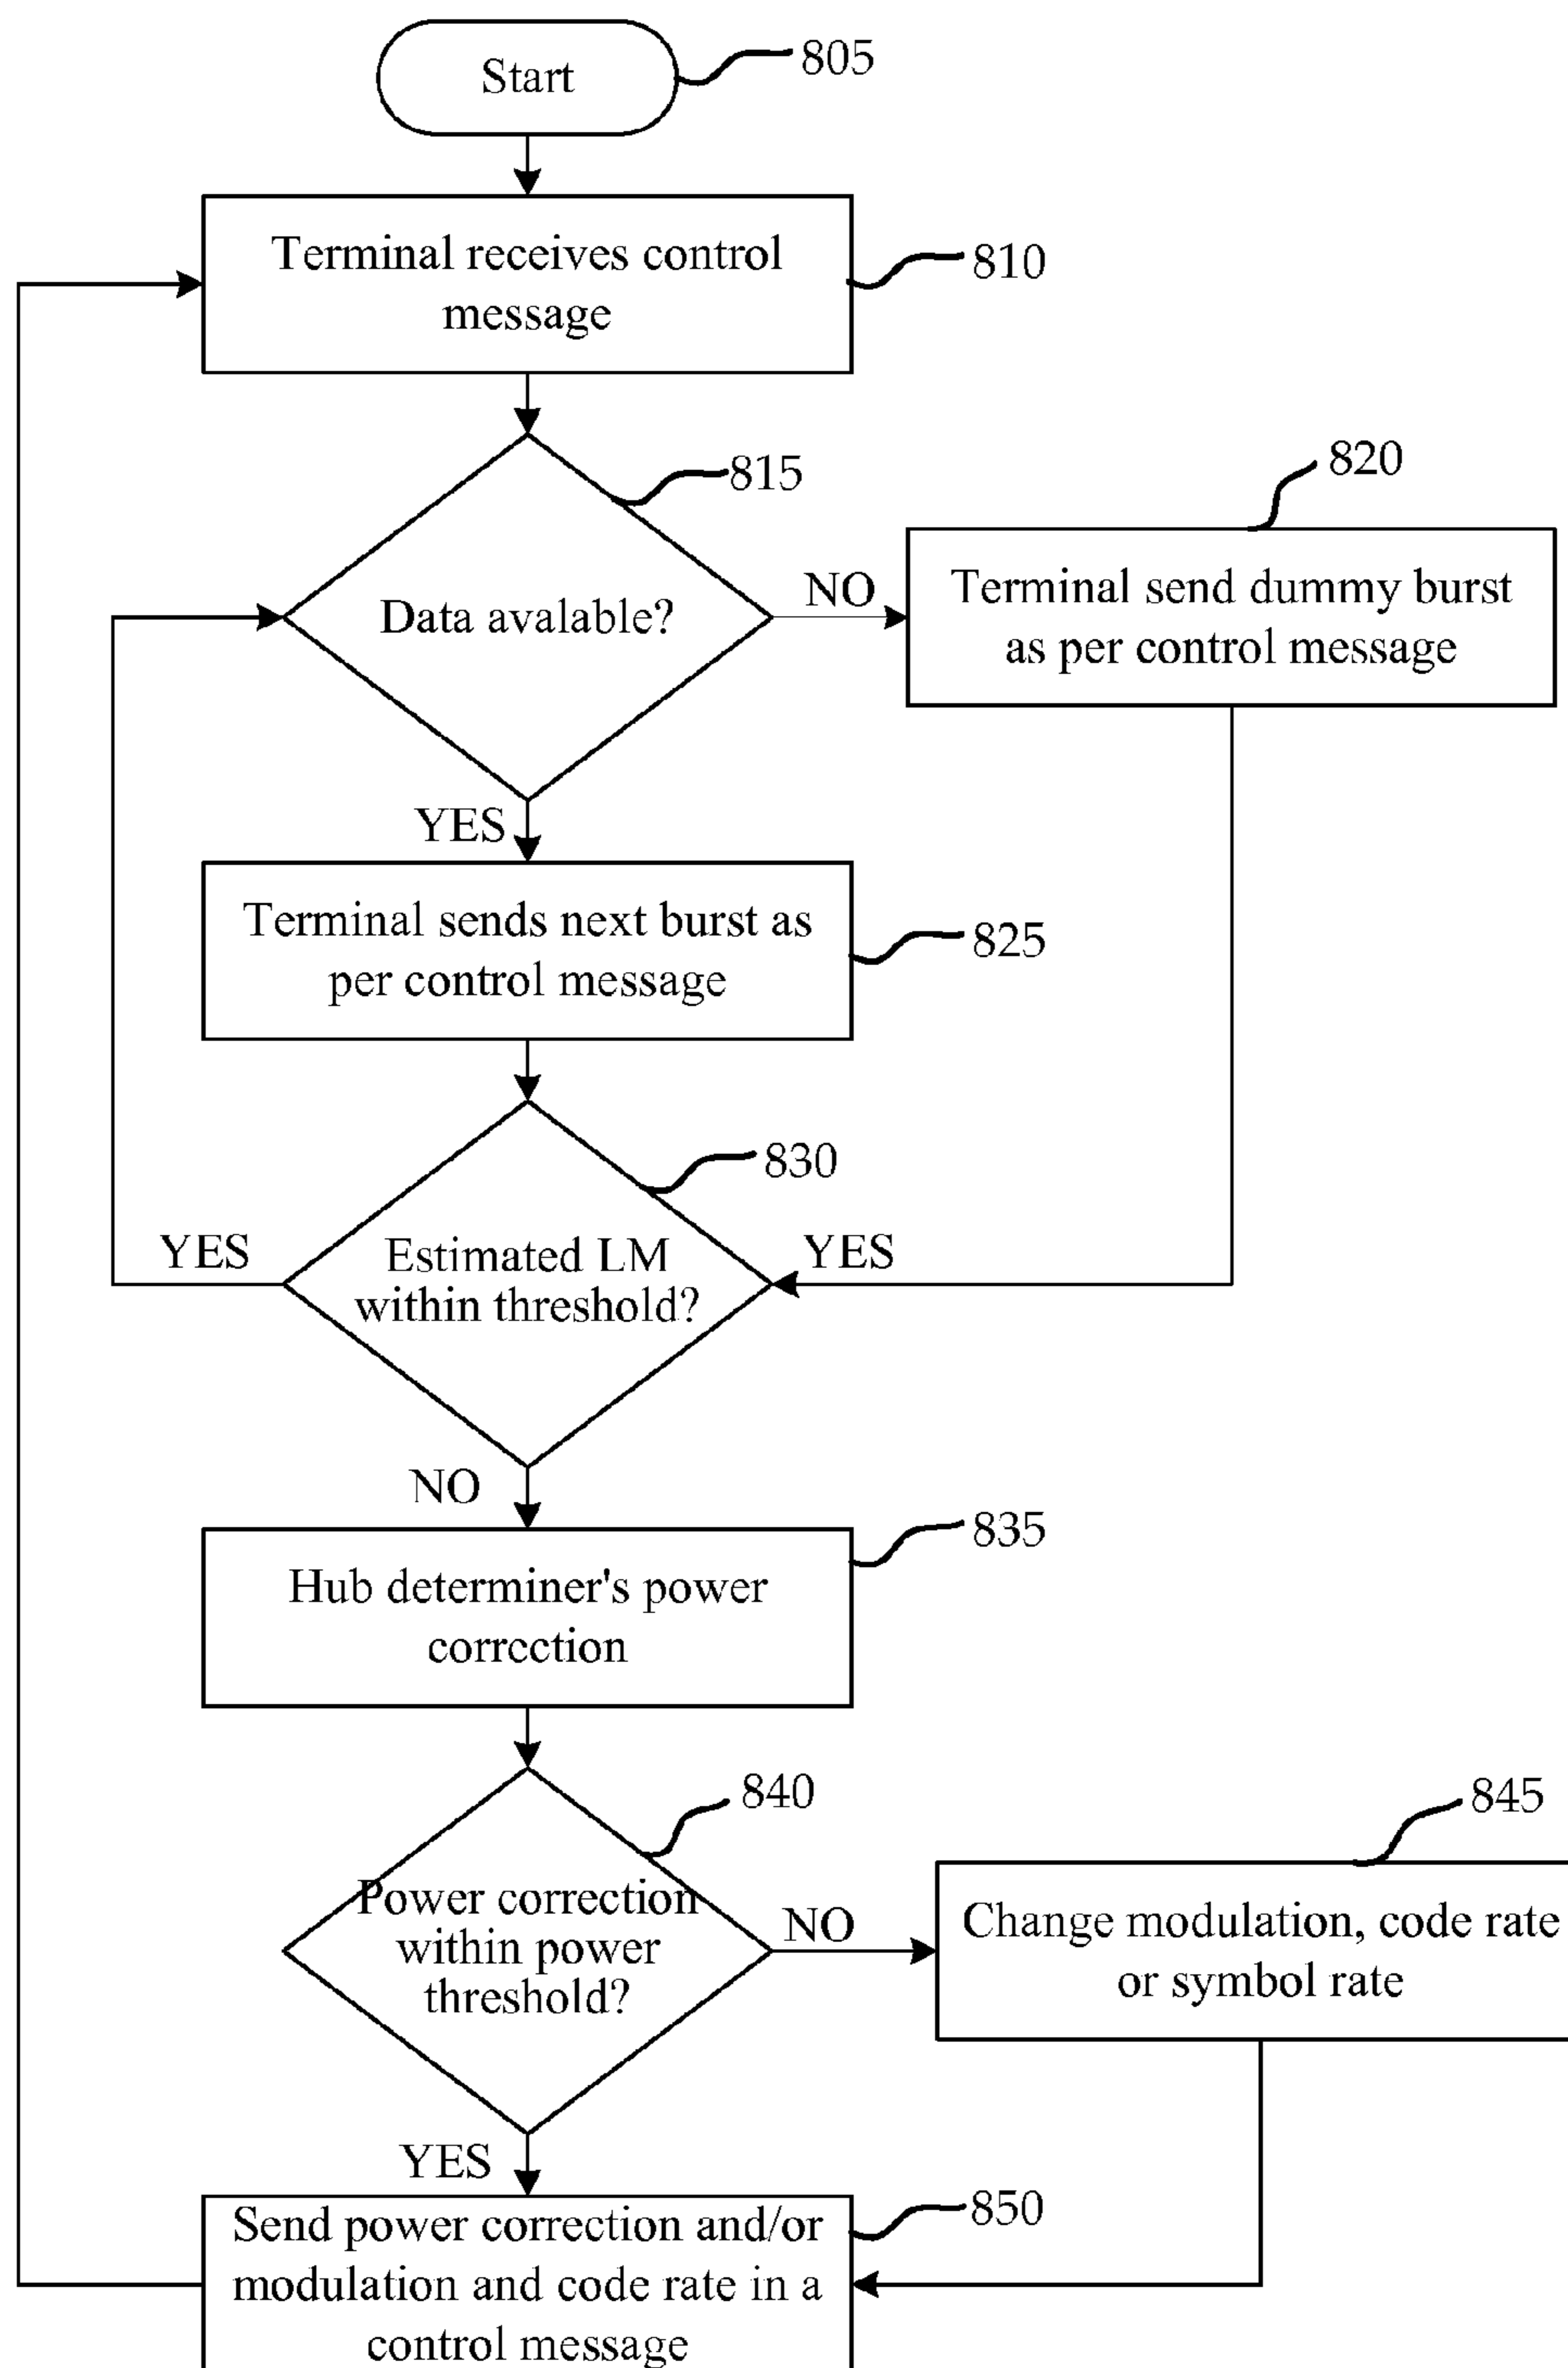 Start
805
Terminal receives control
message
810
815
Data avalable?
NO
820
Terminal send dummy burst
as per control message
YES
Terminal sends next burst as
per control message
825
830
YES
Estimated LM
within threshold?
YES
NO
Hub determiner's power
correction
835
840
Power correction
within power
threshold?
NO
845
Change modulation, code rate
or symbol rate
YES
Send power correction and/or
modulation and code rate in a
control message
850